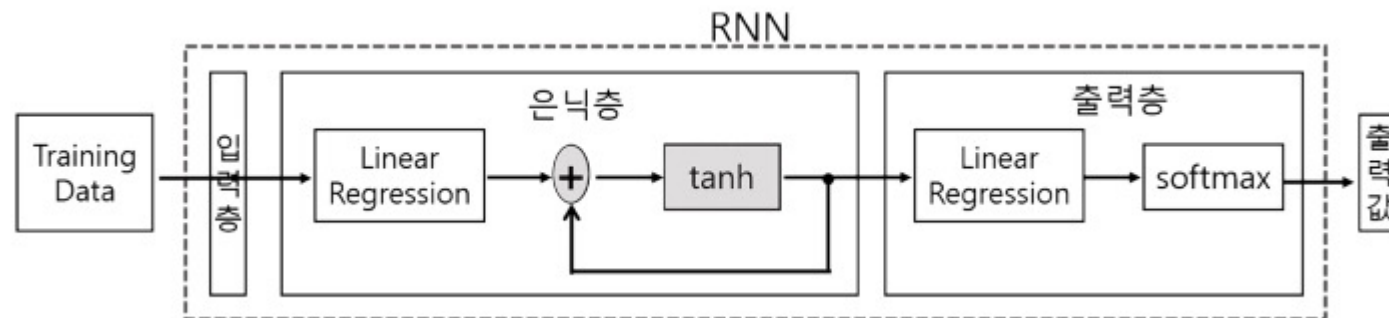 RNN
Training
Data
입력층
은닉층
Linear
Regression
+
tanh
출력층
Linear
Regression
softmax
출
력
값